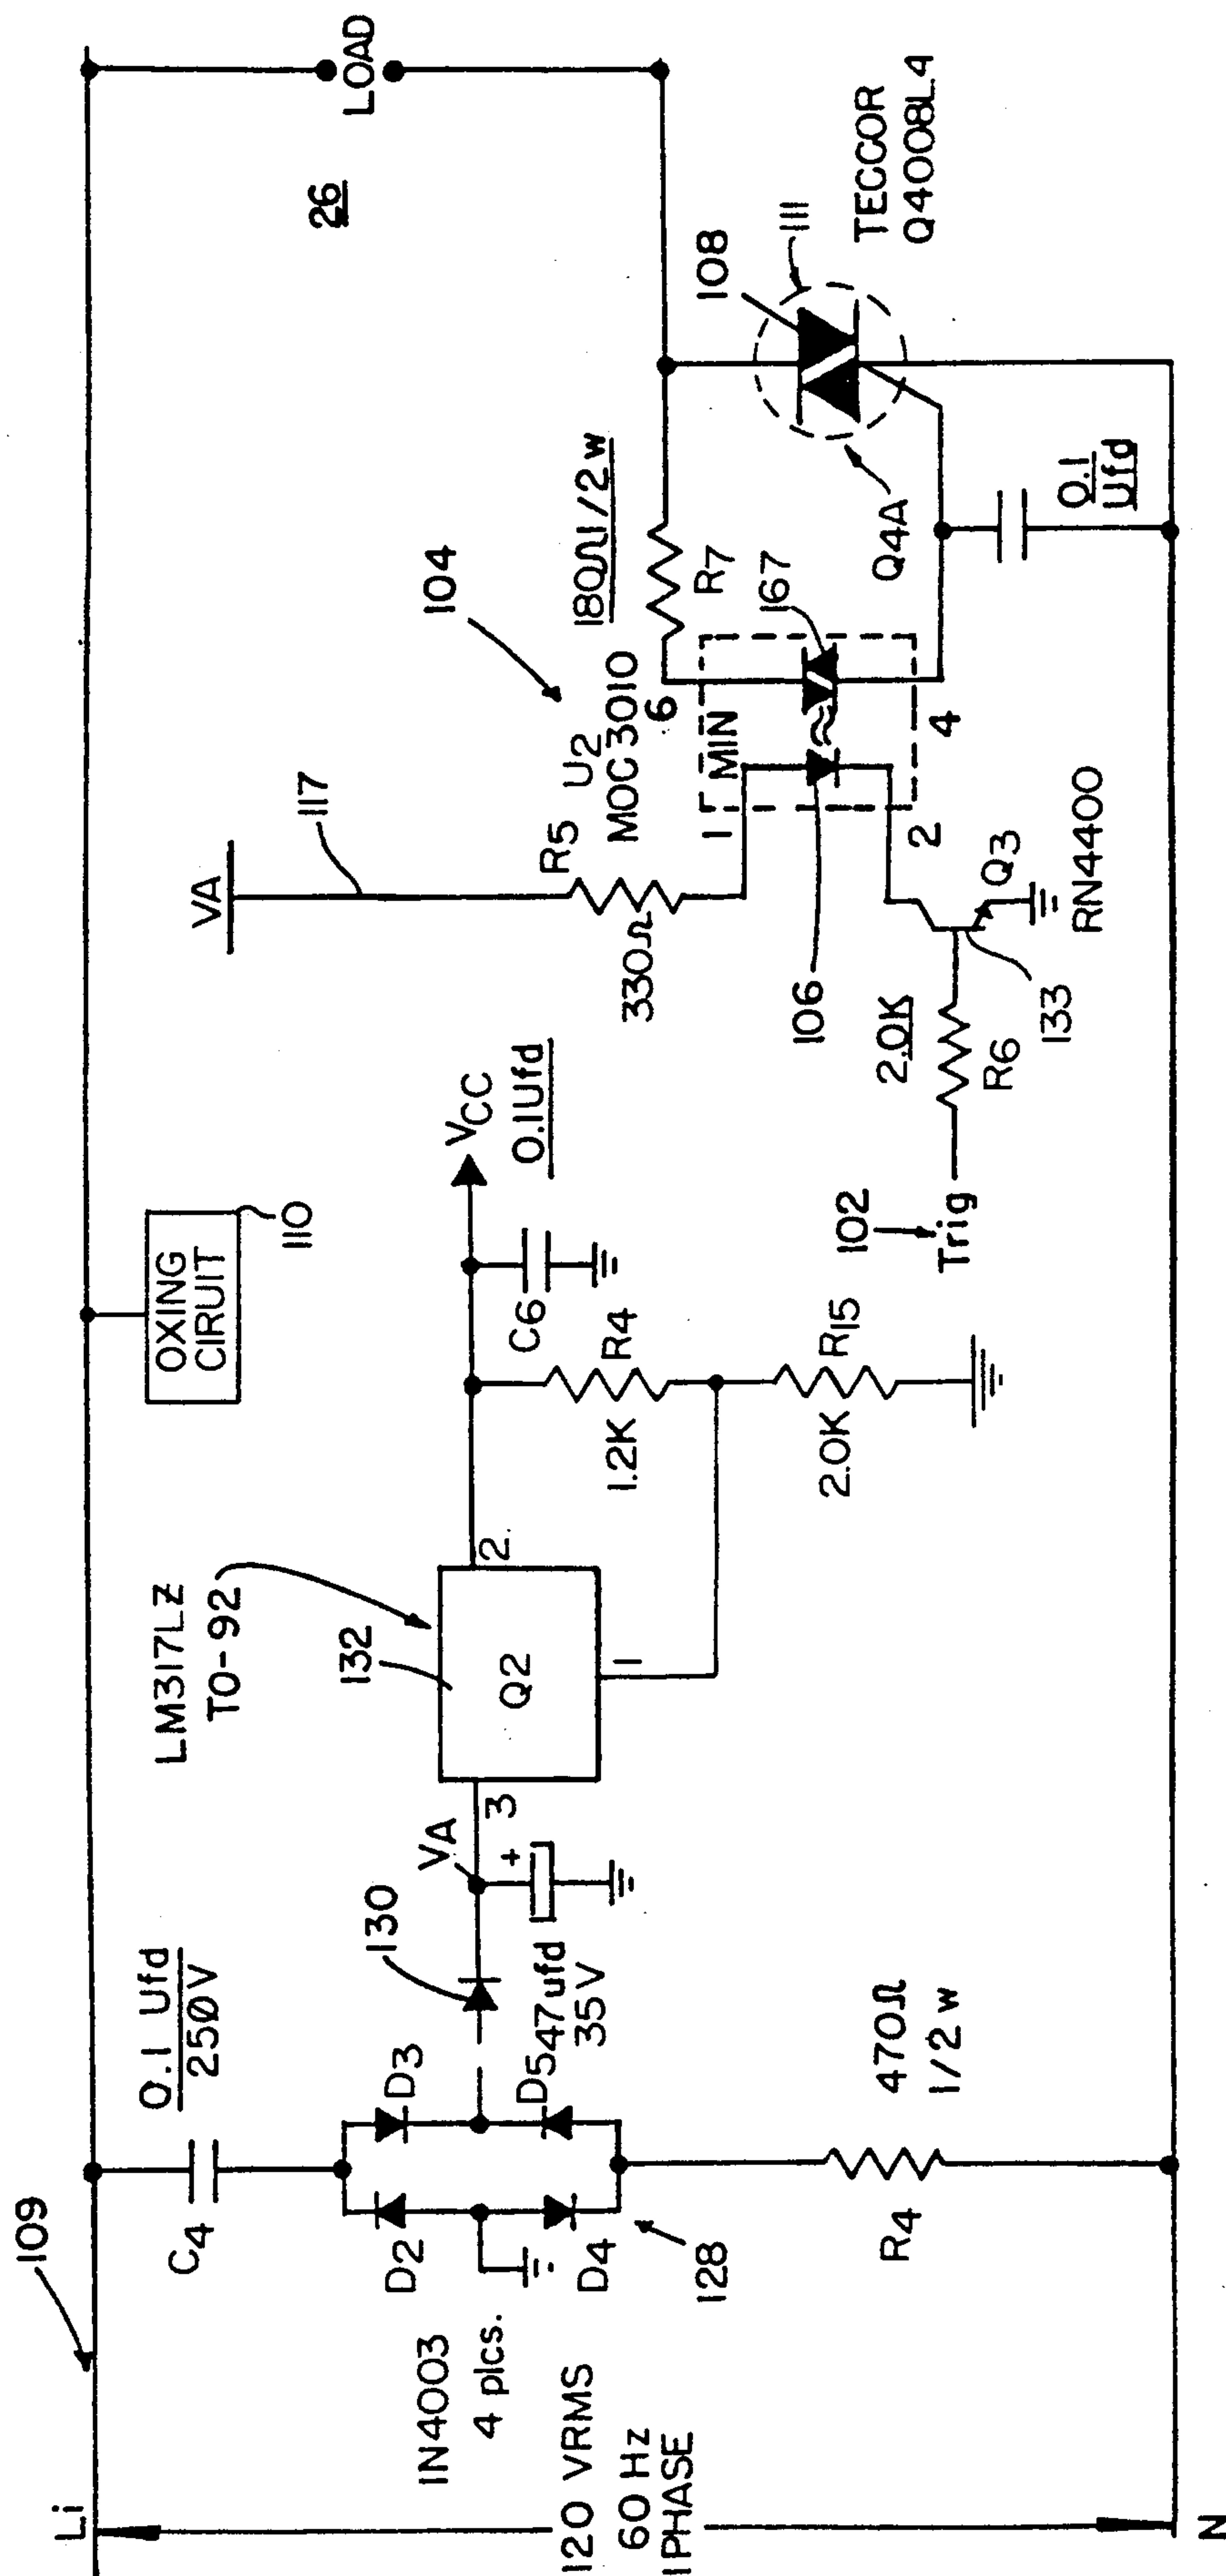 Li
109
120 VRMS
60 Hz
1PHASE
N
C4
0.1 Ufd
250V
IN4003
4 plcs.
D2
D3
D4
D5
128
R4
470Ω
1/2w
130
VA
47ufd
35V
+
LM317LZ
TO-92
132
Q2
3
2
1
OXING
CIRUIT
110
C6
VCC
0.1Ufd
R4
1.2K
R15
2.0K
102
Trig
R6
2.0K
133
Q3
RN4400
VA
117
R5
330Ω
U2
MOC3010
104
106
1
MIN
6
2
4
167
180Ω1/2w
R7
Q4A
108
111
TECCOR
Q4008L4
0.1
Ufd
26
LOAD